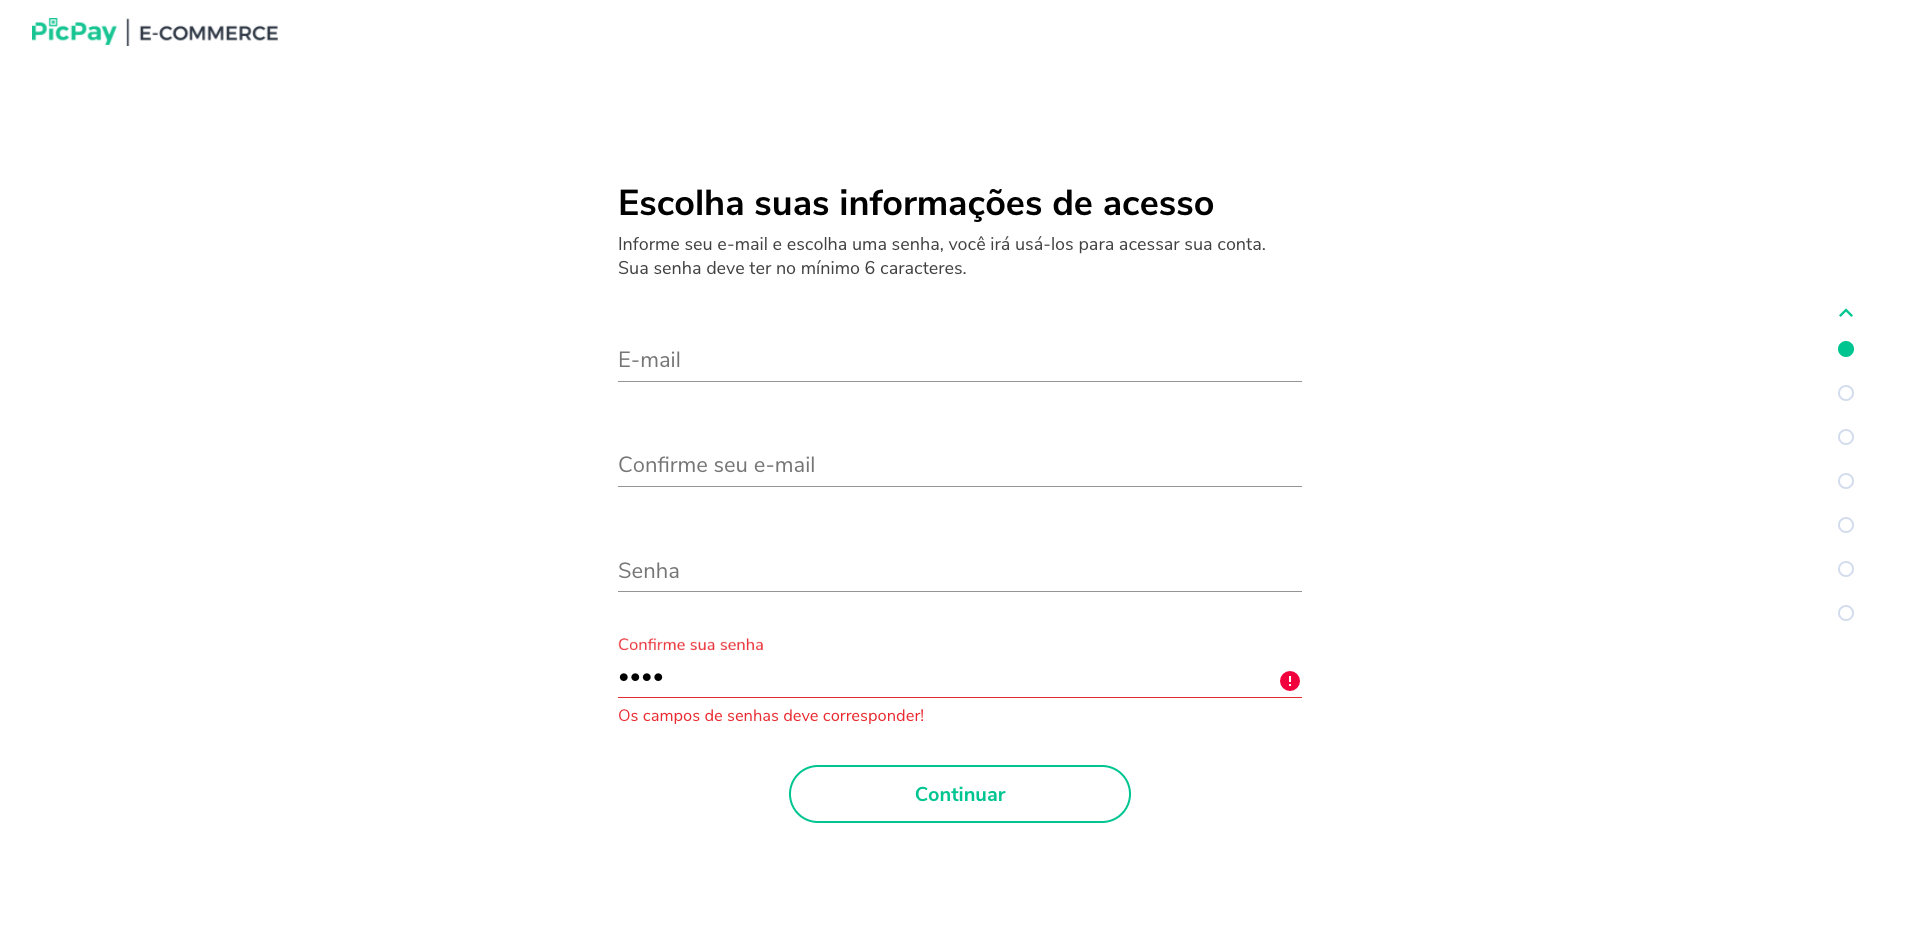 PicPay | E-COMMERCE
Escolha suas informações de acesso
Informe seu e-mail e escolha uma senha, você irá usá-los para acessar sua conta.
Sua senha deve ter no mínimo 6 caracteres.
E-mail
Confirme seu e-mail
Senha
Confirme sua senha
••••
Os campos de senhas deve corresponder!
Continuar